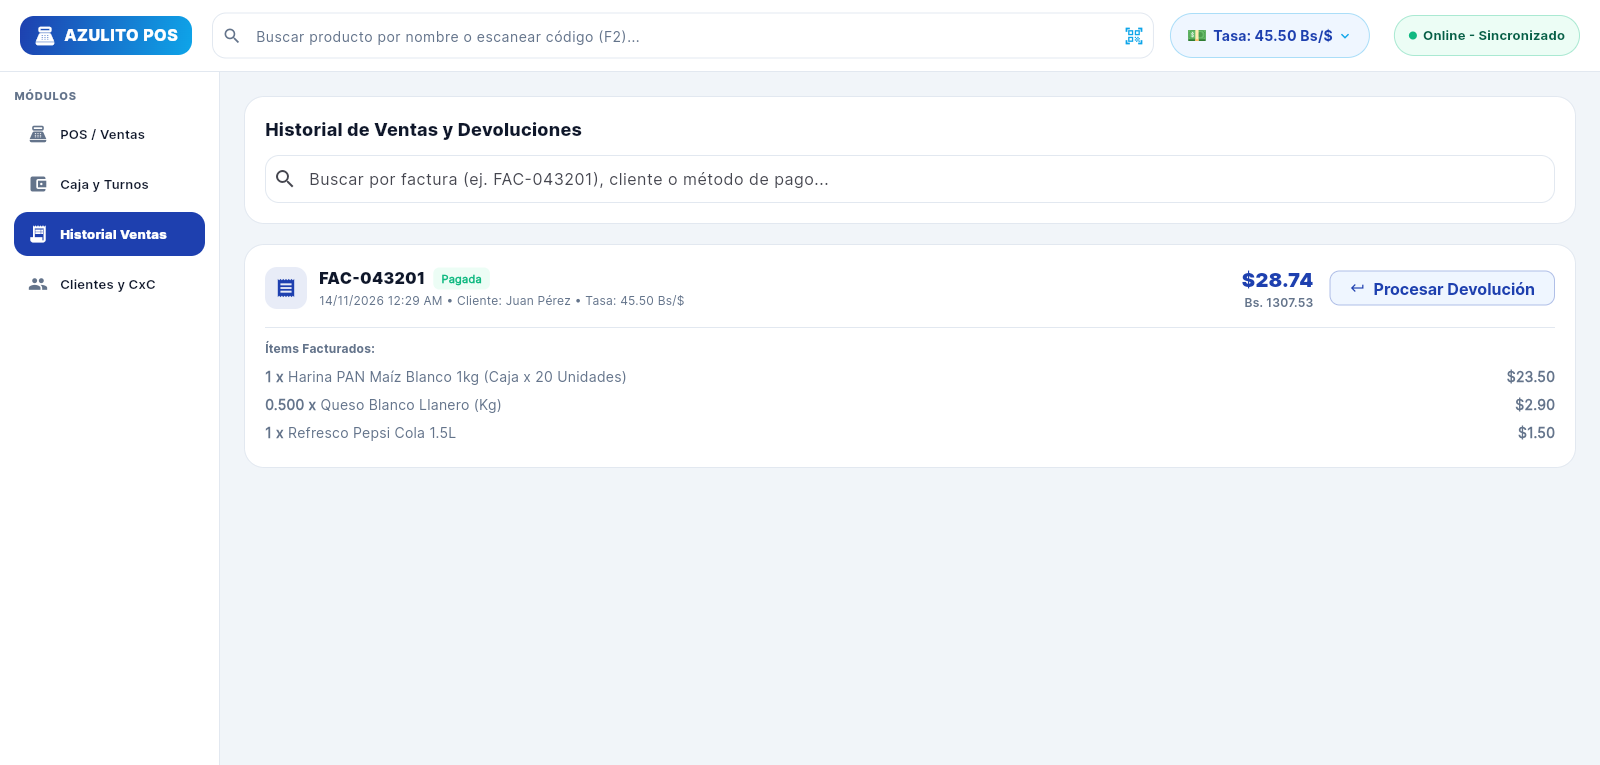 AZULITO POS
Buscar producto por nombre o escanear código (F2)...
Tasa: 45.50 Bs/$
Online - Sincronizado
MÓDULOS
POS / Ventas
Caja y Turnos
Historial Ventas
Clientes y CxC
Historial de Ventas y Devoluciones
Buscar por factura (ej. FAC-043201), cliente o método de pago...
FAC-043201 Pagada
14/11/2026 12:29 AM • Cliente: Juan Pérez • Tasa: 45.50 Bs/$
$28.74
Bs. 1307.53
Procesar Devolución
Ítems Facturados:
1 x Harina PAN Maíz Blanco 1kg (Caja x 20 Unidades) $23.50
0.500 x Queso Blanco Llanero (Kg) $2.90
1 x Refresco Pepsi Cola 1.5L $1.50